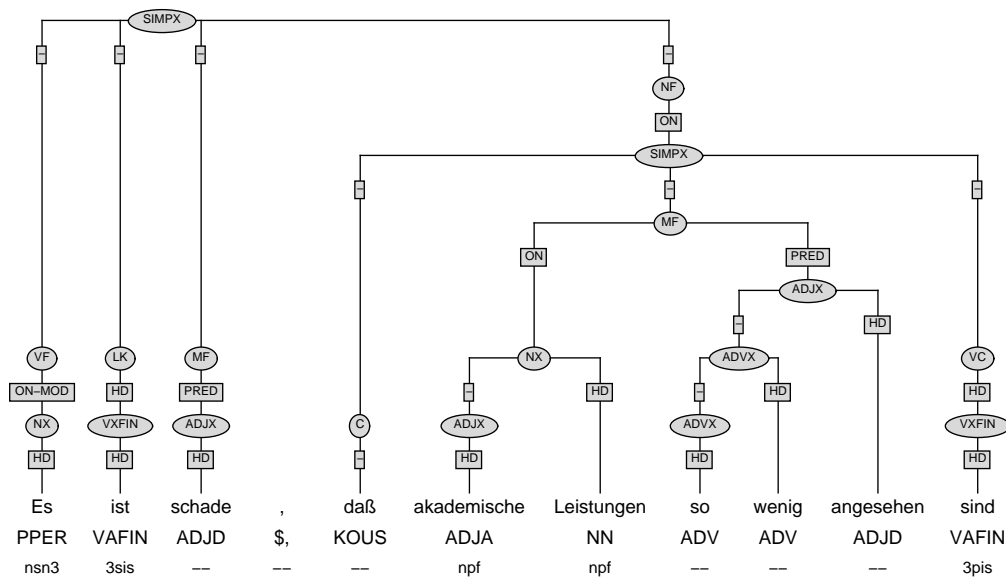 SIMPX
– – – –
NF
ON
SIMPX
– – –
MF
ON PRED
ADJX
– HD
VF LK MF NX ADVX VC
ON–MOD HD PRED – HD – HD HD
NX VXFIN ADJX C ADJX ADVX VXFIN
HD HD HD – HD HD HD
Es ist schade , daß akademische Leistungen so wenig angesehen sind
PPER VAFIN ADJD $, KOUS ADJA NN ADV ADV ADJD VAFIN
nsn3 3sis –– –– –– npf npf –– –– –– 3pis